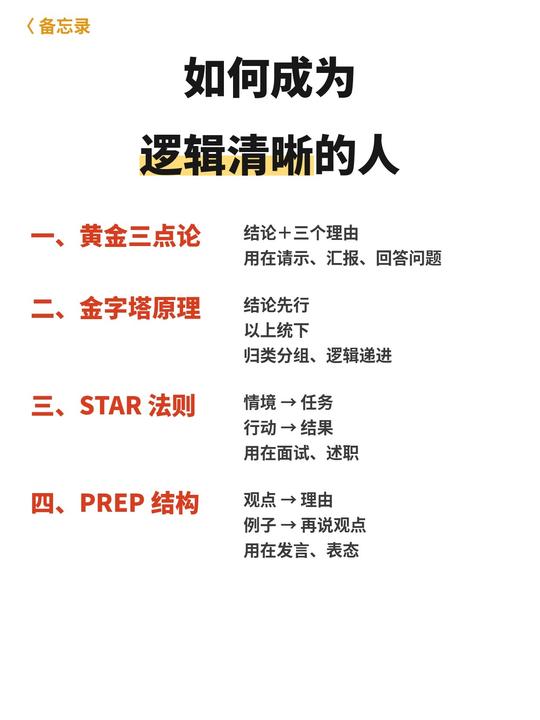 〈 备忘录
如何成为
逻辑清晰的人
一、黄金三点论
结论＋三个理由
用在请示、汇报、回答问题
二、金字塔原理
结论先行
以上统下
归类分组、逻辑递进
三、STAR 法则
情境 → 任务
行动 → 结果
用在面试、述职
四、PREP 结构
观点 → 理由
例子 → 再说观点
用在发言、表态